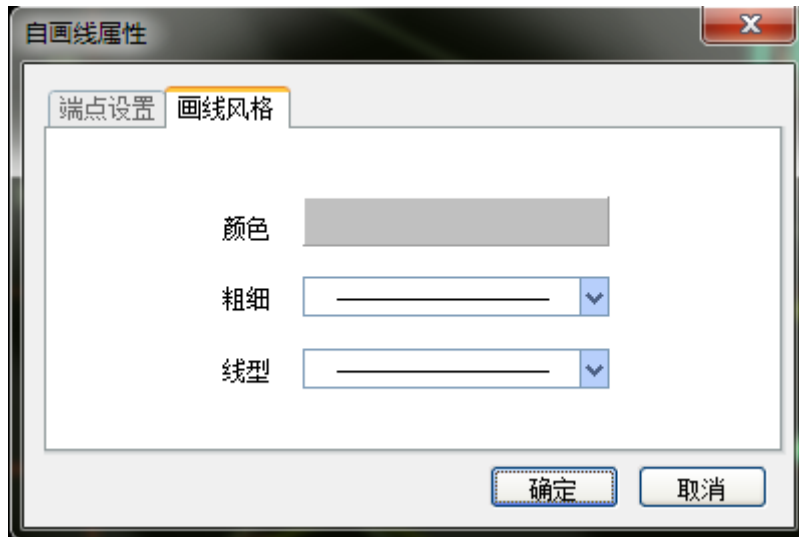 自画线属性
端点设置 画线风格
颜色
粗细
线型
确定 取消